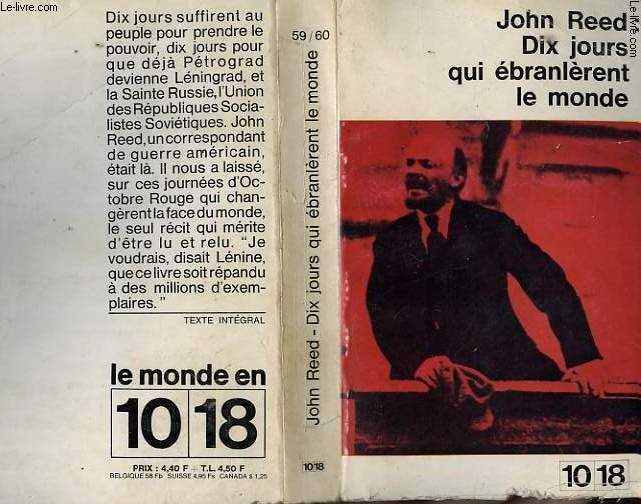 Le-livre.com
Dix jours suffirent au
peuple pour prendre le
pouvoir, dix jours pour
que déjà Pétrograd
devienne Léningrad, et
la Sainte Russie, l'Union
des Républiques Socia-
listes Soviétiques. John
Reed, un correspondant
de guerre américain,
était là. Il nous a laissé,
sur ces journées d'Oc-
tobre Rouge qui chan-
gèrent la face du monde,
le seul récit qui mérite
d'être lu et relu. "Je
voudrais, disait Lénine,
que ce livre soit répandu
à des millions d'exem-
plaires."
TEXTE INTÉGRAL
le monde en
10 18
PRIX : 4,40 F + T.L. 4,50 F
BELGIQUE 58 Fb SUISSE 4,95 Fs CANADA $ 1,25
59/60
John Reed - Dix jours qui ébranlèrent le monde
10/18
John Reed
Dix jours
qui ébranlèrent
le monde
10 18
Le-livre.com